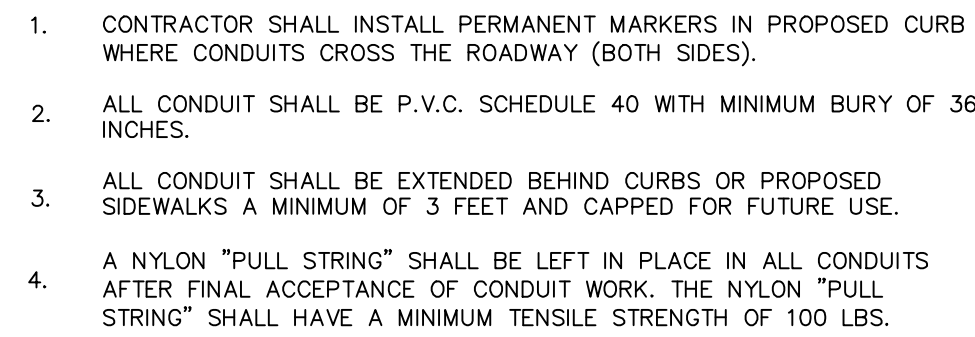 1. CONTRACTOR SHALL INSTALL PERMANENT MARKERS IN PROPOSED CURB
WHERE CONDUITS CROSS THE ROADWAY (BOTH SIDES).
2. ALL CONDUIT SHALL BE P.V.C. SCHEDULE 40 WITH MINIMUM BURY OF 36
INCHES.
3. ALL CONDUIT SHALL BE EXTENDED BEHIND CURBS OR PROPOSED
SIDEWALKS A MINIMUM OF 3 FEET AND CAPPED FOR FUTURE USE.
4. A NYLON "PULL STRING" SHALL BE LEFT IN PLACE IN ALL CONDUITS
AFTER FINAL ACCEPTANCE OF CONDUIT WORK. THE NYLON "PULL
STRING" SHALL HAVE A MINIMUM TENSILE STRENGTH OF 100 LBS.